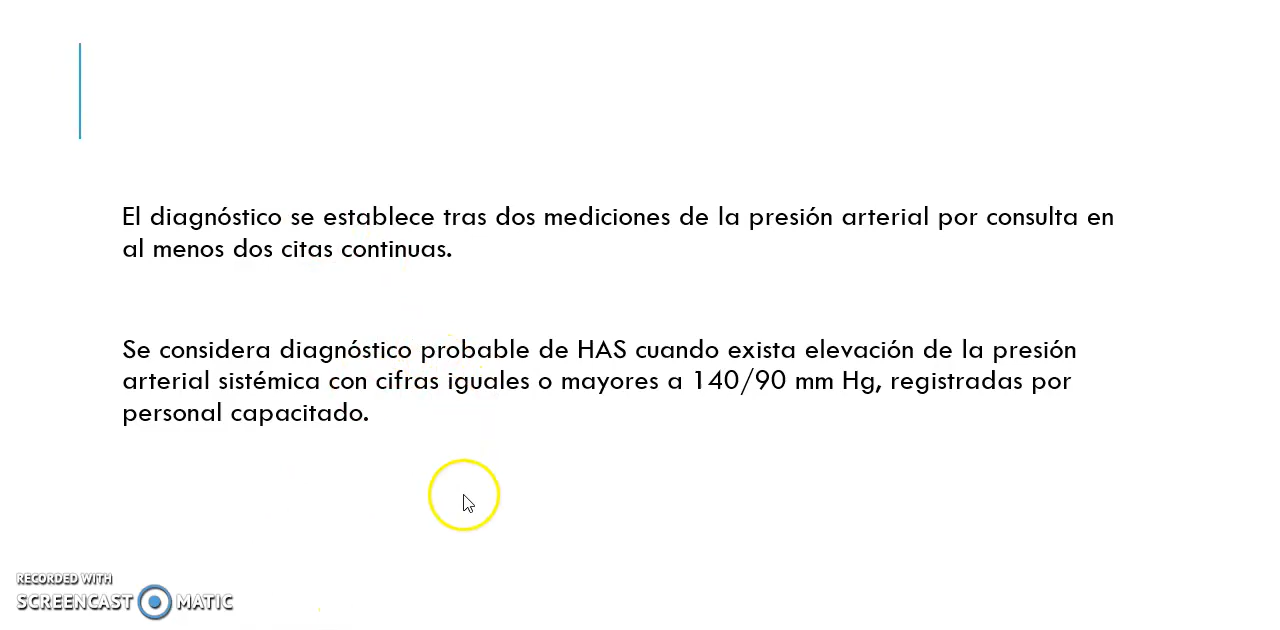 El diagnóstico se establece tras dos mediciones de la presión arterial por consulta en
al menos dos citas continuas.
Se considera diagnóstico probable de HAS cuando exista elevación de la presión
arterial sistémica con cifras iguales o mayores a 140/90 mm Hg, registradas por
personal capacitado.
RECORDED WITH
SCREENCAST MATIC